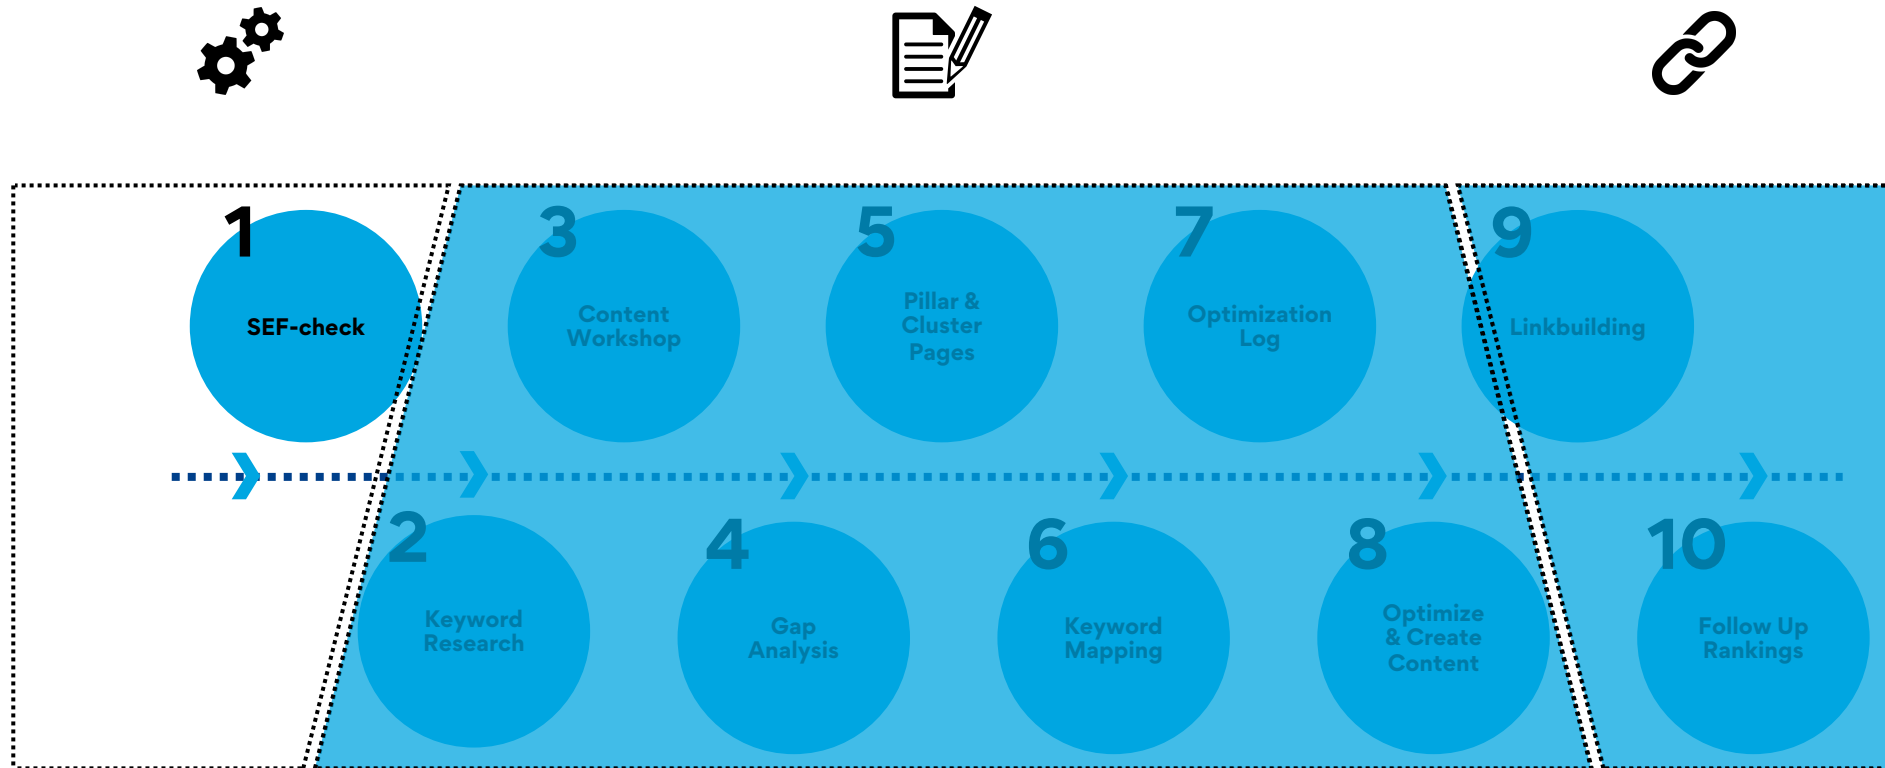 1
SEF-check
2
Keyword
Research
3
Content
Workshop
4
Gap
Analysis
5
Pillar &
Cluster
Pages
6
Keyword
Mapping
7
Optimization
Log
8
Optimize
& Create
Content
9
Linkbuilding
10
Follow Up
Rankings